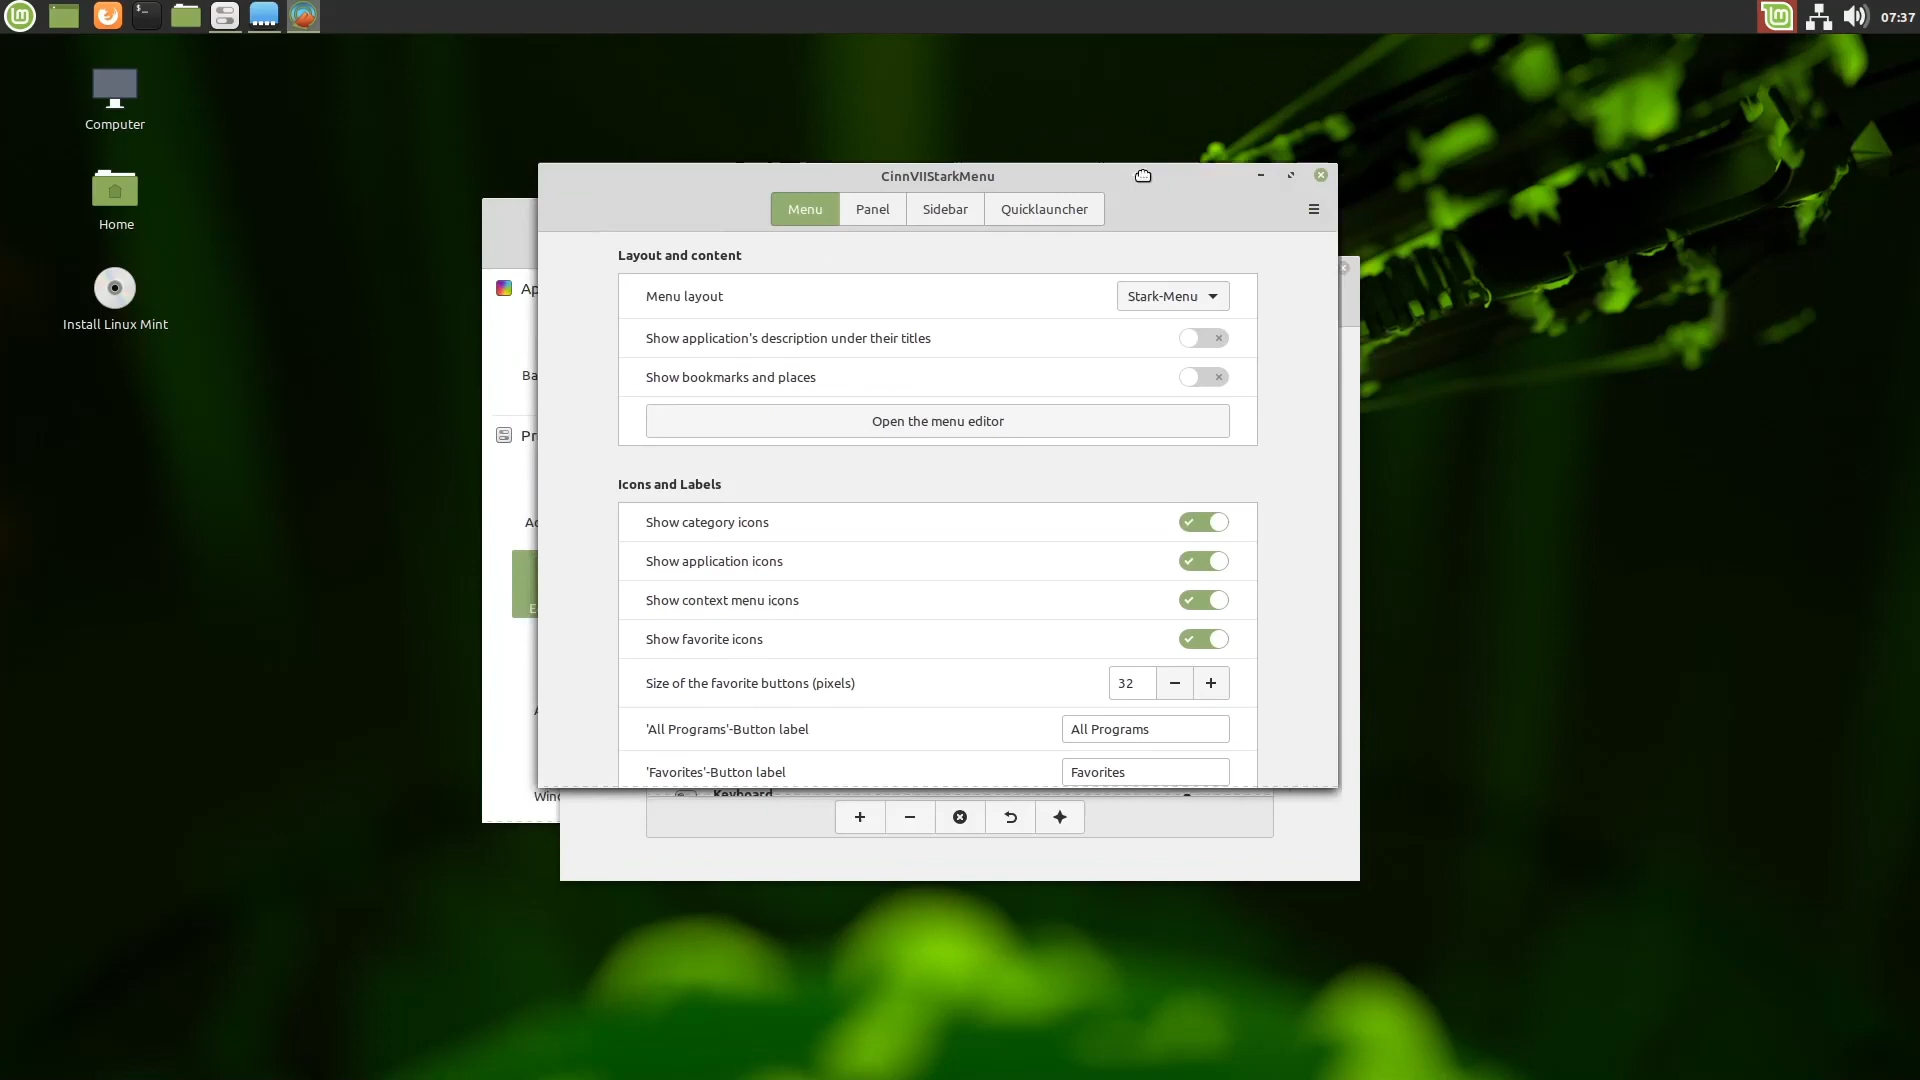 07:37
Computer
Home
Install Linux Mint
CinnVIIStarkMenu
Menu
Panel
Sidebar
Quicklauncher
Layout and content
Menu layout
Stark-Menu
Show application's description under their titles
Show bookmarks and places
Open the menu editor
Icons and Labels
Show category icons
Show application icons
Show context menu icons
Show favorite icons
Size of the favorite buttons (pixels)
32
'All Programs'-Button label
All Programs
'Favorites'-Button label
Favorites
Keyboard